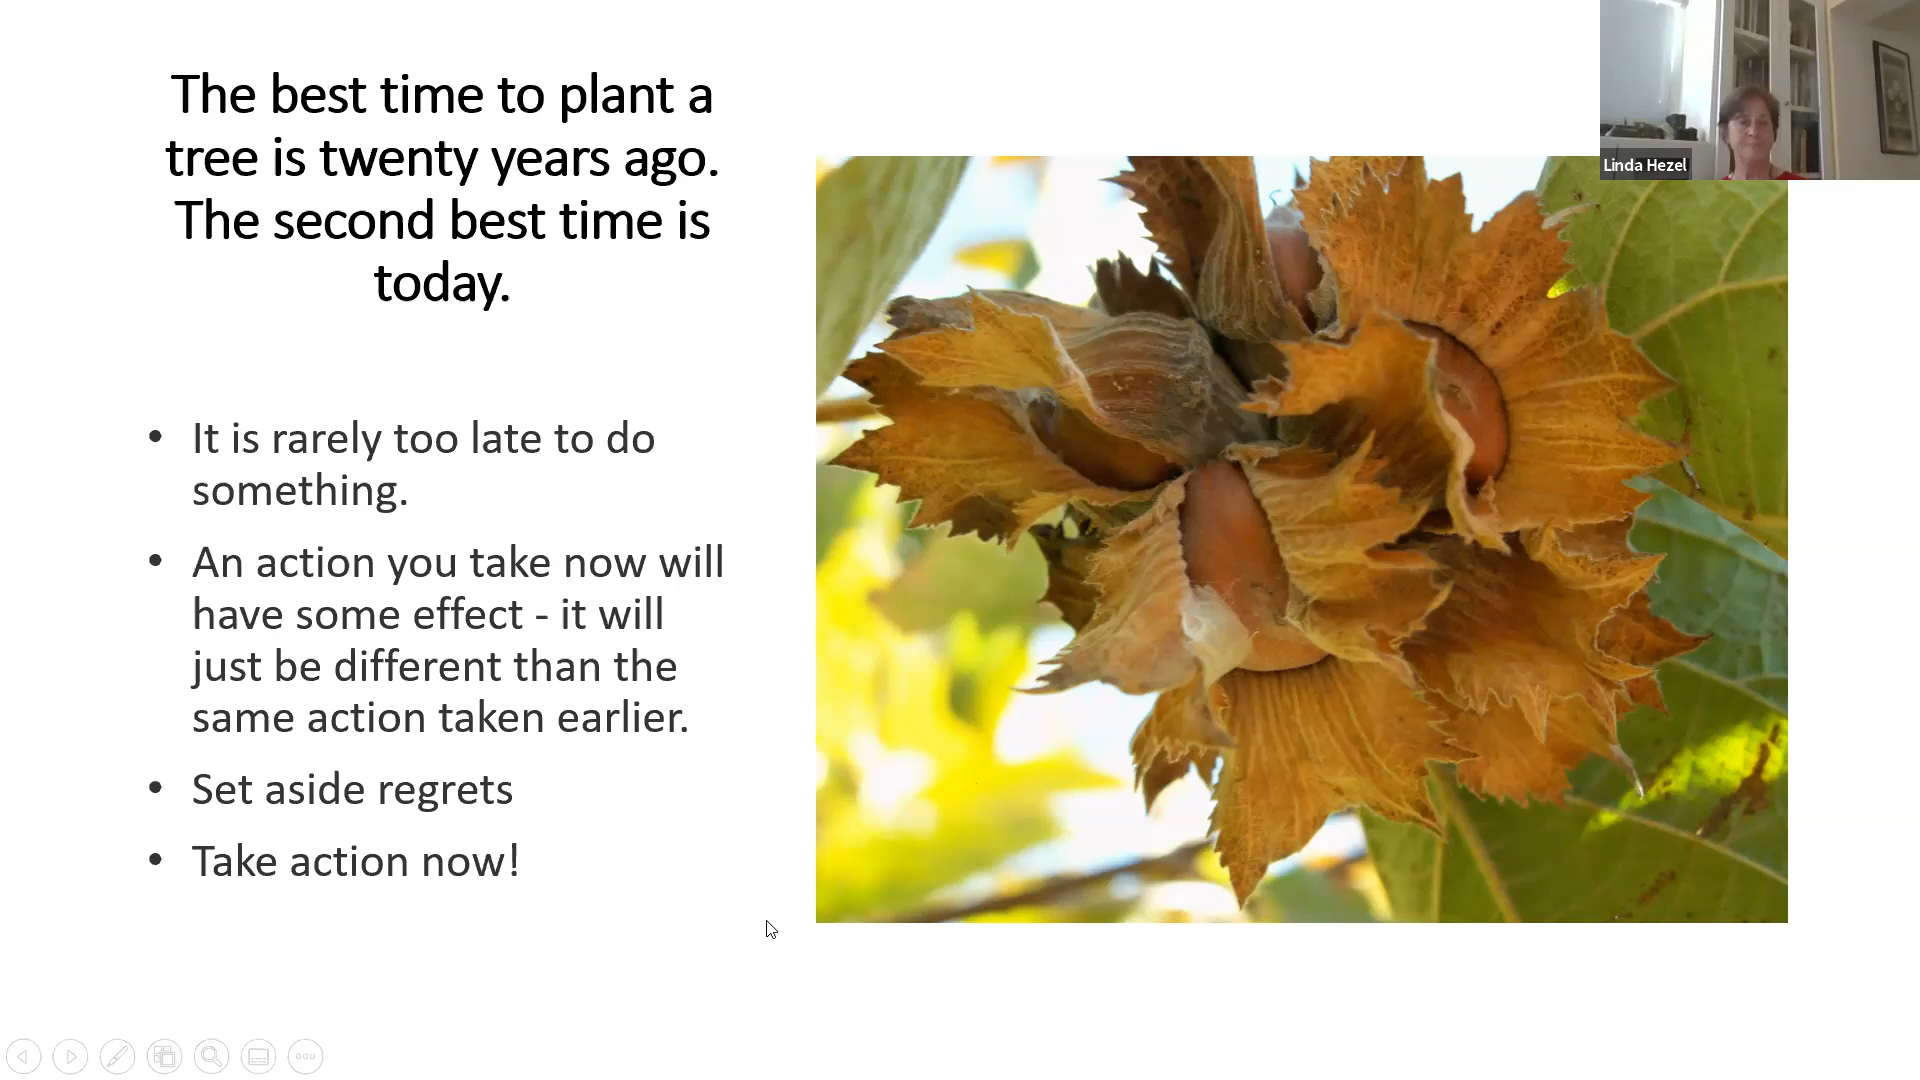 The best time to plant a
tree is twenty years ago.
The second best time is
today.
• It is rarely too late to do
something.
• An action you take now will
have some effect - it will
just be different than the
same action taken earlier.
• Set aside regrets
• Take action now!
Linda Hezel